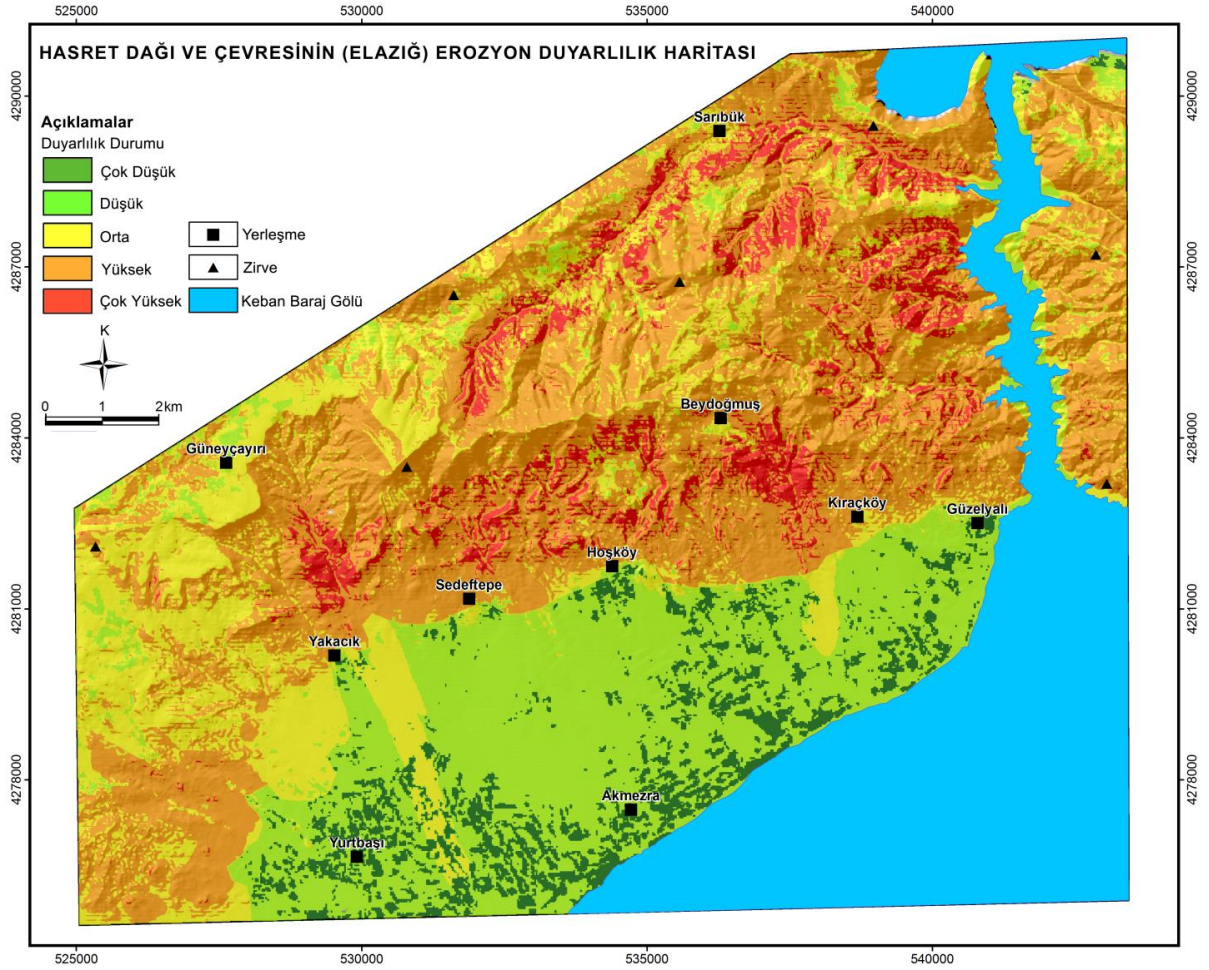 525000 530000 535000 540000
HASRET DAĞI VE ÇEVRESİNİN (ELAZIĞ) EROZYON DUYARLILIK HARİTASI
4290000 4290000
Açıklamalar
Duyarlılık Durumu
Çok Düşük
Düşük
Orta
Yüksek
Çok Yüksek
Yerleşme
Zirve
Keban Baraj Gölü
K
0 1 2 km
Sarıbük
4287000 4287000
Beydoğmuş
4284000 4284000
Güneyçayırı
Kıraçköy
Güzelyalı
Hoşköy
Sedeftepe
4281000 4281000
Yakacık
4278000 4278000
Akmezra
Yurtbaşı
525000 530000 535000 540000